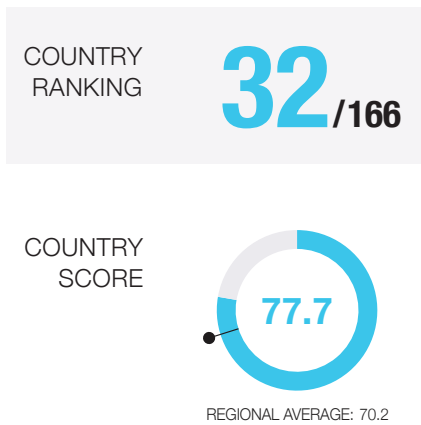 COUNTRY
RANKING
32/166
COUNTRY
SCORE
77.7
REGIONAL AVERAGE: 70.2